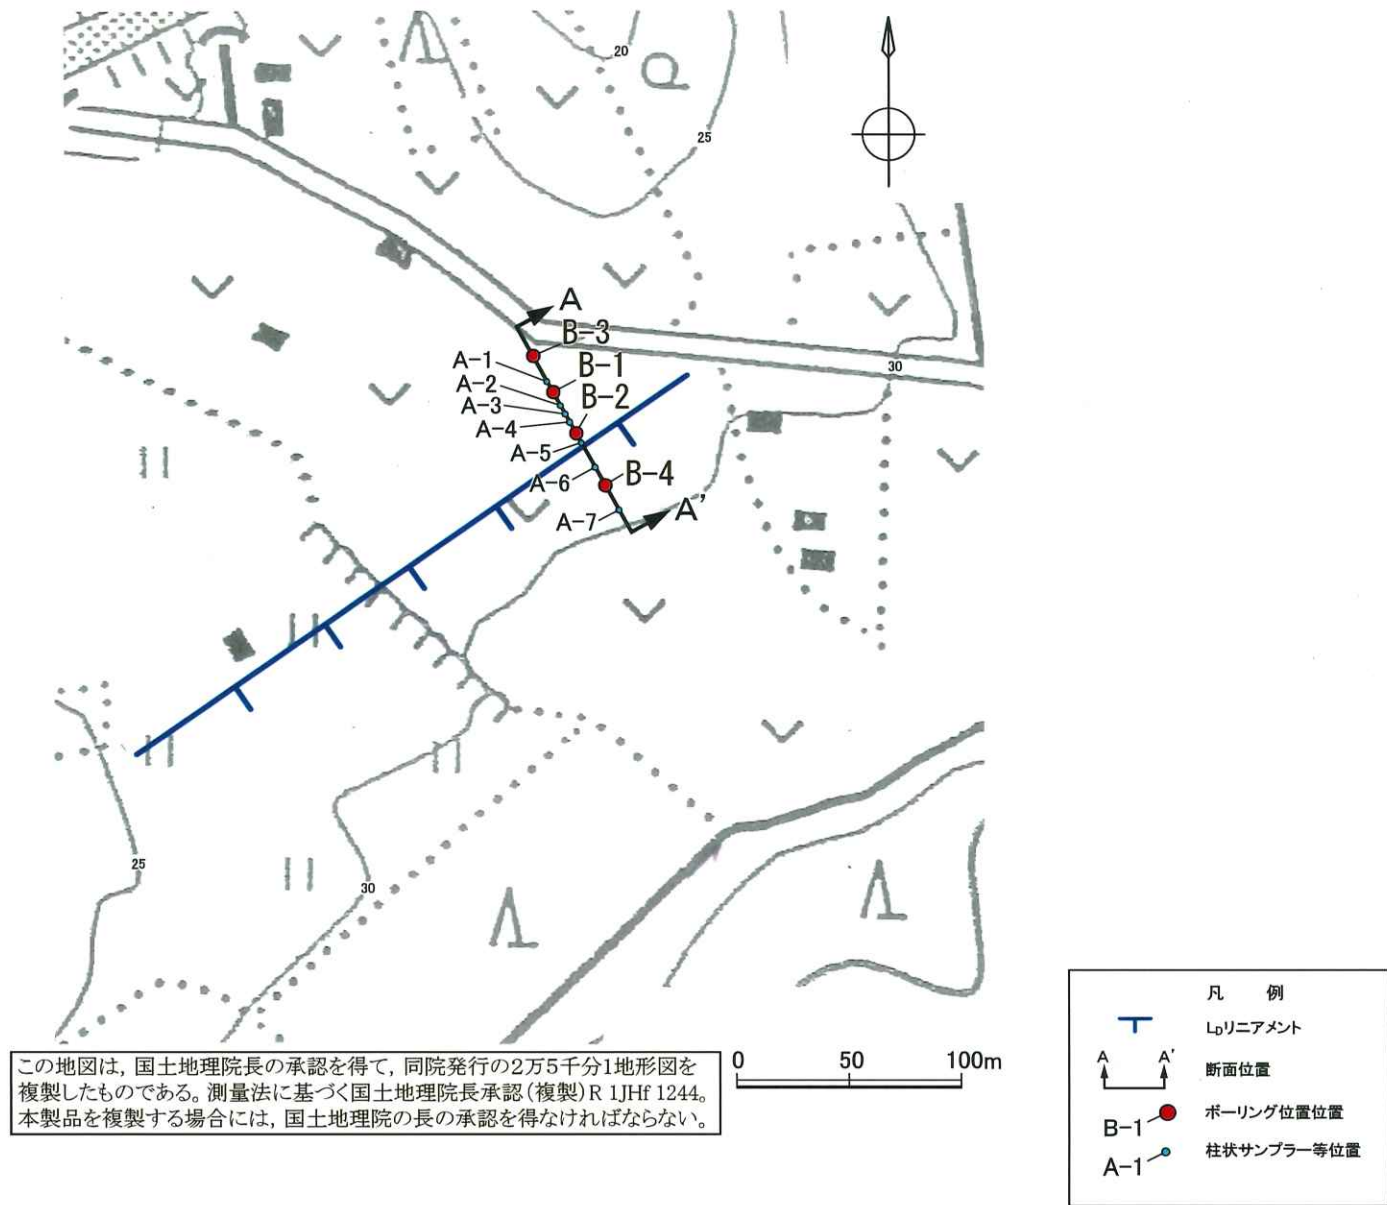 20
25
A
B-3
30
A-1
B-1
A-2
B-2
A-3
A-4
A-5
A-6
B-4
A-7
A'
25
30
凡 例
LDリニアメント
A A' 断面位置
B-1 ボーリング位置位置
A-1 柱状サンプラー等位置
0 50 100m
この地図は, 国土地理院長の承認を得て, 同院発行の2万5千分1地形図を
複製したものである。測量法に基づく国土地理院長承認(複製)R 1JHf 1244。
本製品を複製する場合には, 国土地理院の長の承認を得なければならない。